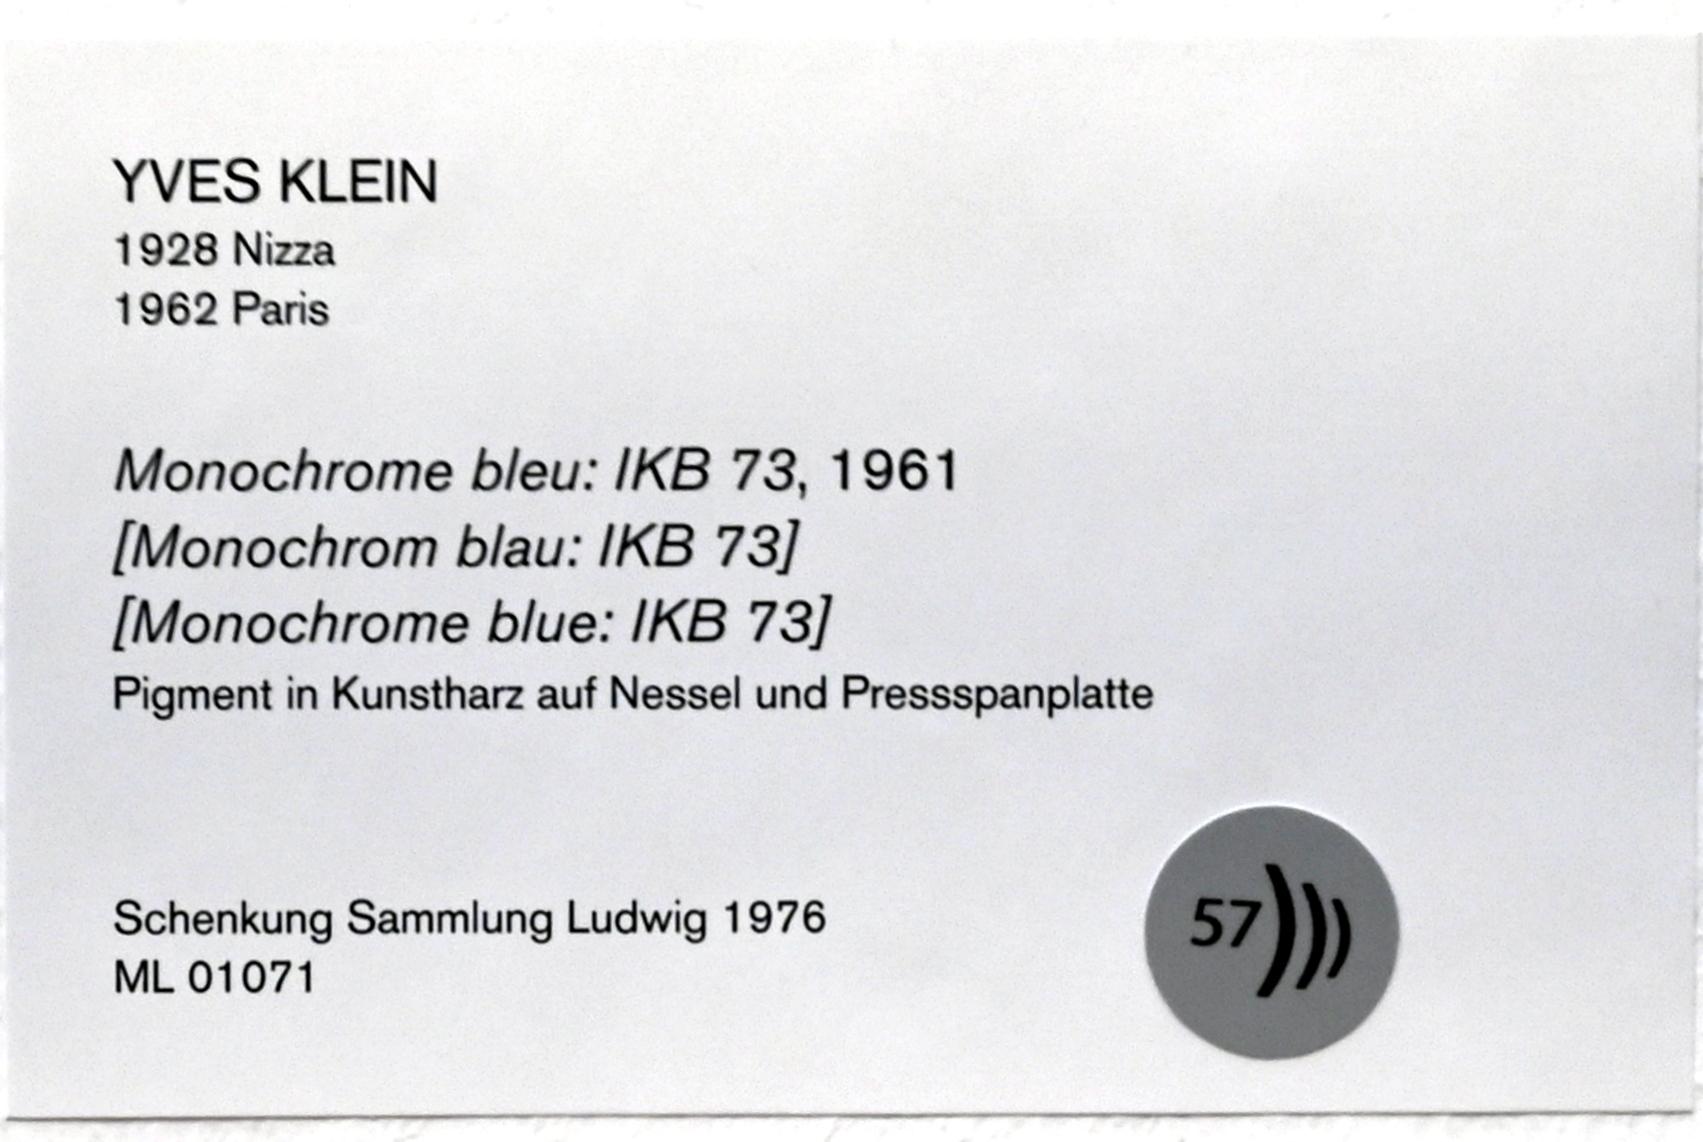 YVES KLEIN
1928 Nizza
1962 Paris
Monochrome bleu: IKB 73, 1961
[Monochrom blau: IKB 73]
[Monochrome blue: IKB 73]
Pigment in Kunstharz auf Nessel und Pressspanplatte
Schenkung Sammlung Ludwig 1976
ML 01071
57